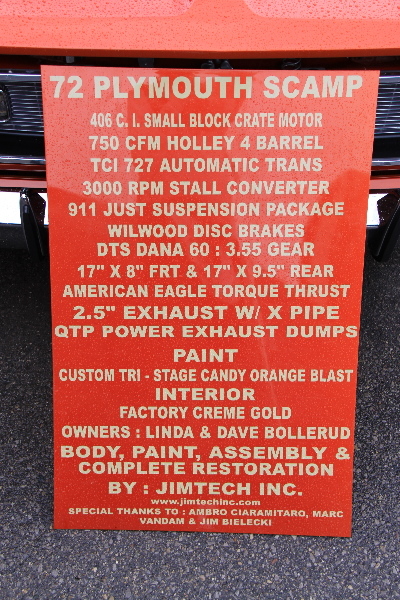 72 PLYMOUTH SCAMP
406 C. I. SMALL BLOCK CRATE MOTOR
750 CFM HOLLEY 4 BARREL
TCI 727 AUTOMATIC TRANS
3000 RPM STALL CONVERTER
911 JUST SUSPENSION PACKAGE
WILWOOD DISC BRAKES
DTS DANA 60 : 3.55 GEAR
17" X 8" FRT & 17" X 9.5" REAR
AMERICAN EAGLE TORQUE THRUST
2.5" EXHAUST W/ X PIPE
QTP POWER EXHAUST DUMPS
PAINT
CUSTOM TRI - STAGE CANDY ORANGE BLAST
INTERIOR
FACTORY CREME GOLD
OWNERS : LINDA & DAVE BOLLERUD
BODY, PAINT, ASSEMBLY &
COMPLETE RESTORATION
BY : JIMTECH INC.
www.jimtechinc.com
SPECIAL THANKS TO : AMBRO CIARAMITARO, MARC
VANDAM & JIM BIELECKI